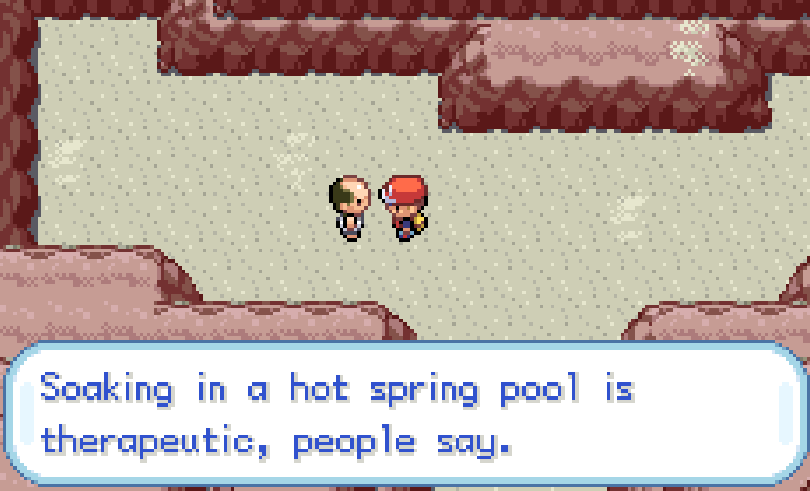 Soaking in a hot spring pool is
therapeutic, people say.